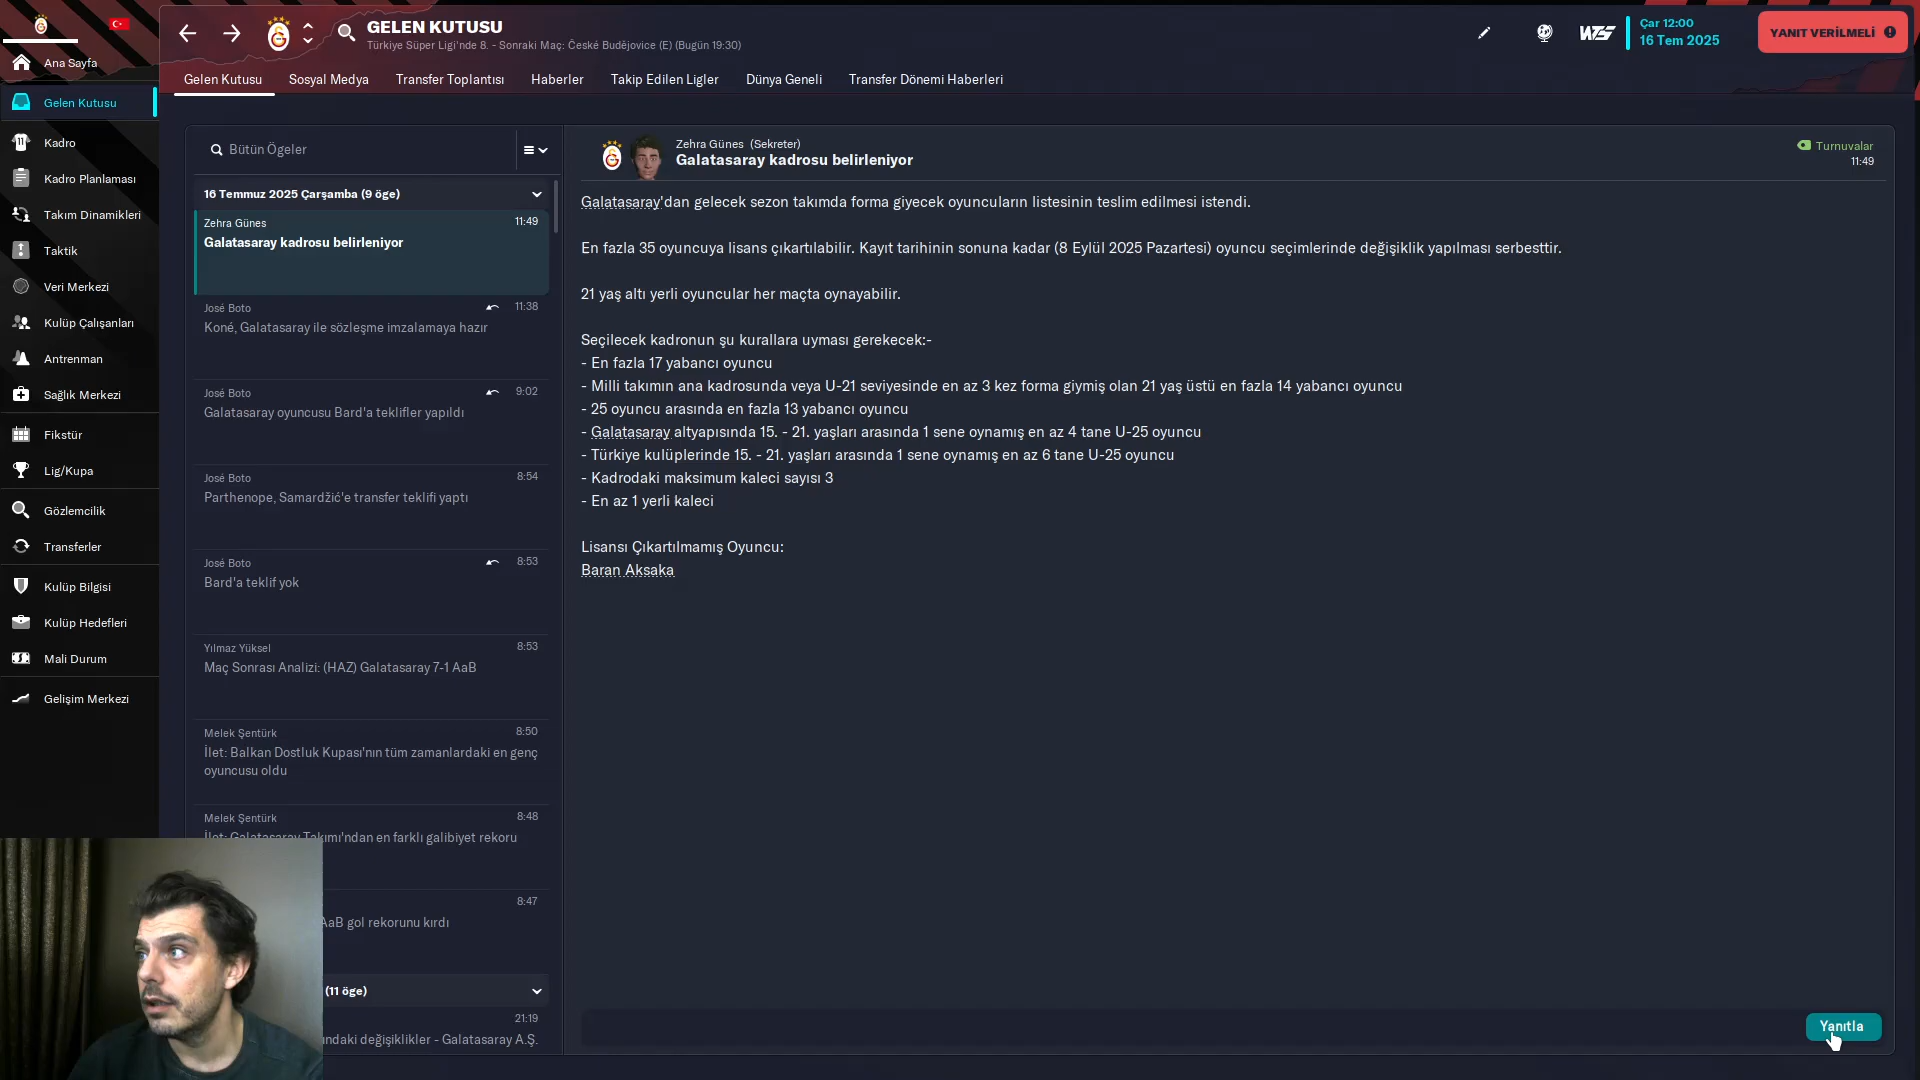 GELEN KUTUSU
Türkiye Süper Ligi'nde 8. - Sonraki Maç: České Budějovice (E) (Bugün 19:30)
Çar 12:00
16 Tem 2025
YANIT VERİLMELİ
Gelen Kutusu
Sosyal Medya
Transfer Toplantısı
Haberler
Takip Edilen Ligler
Dünya Geneli
Transfer Dönemi Haberleri
Ana Sayfa
Gelen Kutusu
Kadro
Kadro Planlaması
Takım Dinamikleri
Taktik
Veri Merkezi
Kulüp Çalışanları
Antrenman
Sağlık Merkezi
Fikstür
Lig/Kupa
Gözlemcilik
Transferler
Kulüp Bilgisi
Kulüp Hedefleri
Mali Durum
Gelişim Merkezi
Bütün Ögeler
16 Temmuz 2025 Çarşamba (9 öge)
Zehra Günes 11:49
Galatasaray kadrosu belirleniyor
José Boto 11:38
Koné, Galatasaray ile sözleşme imzalamaya hazır
José Boto 9:02
Galatasaray oyuncusu Bard'a teklifler yapıldı
José Boto 8:54
Parthenope, Samardžić'e transfer teklifi yaptı
José Boto 8:53
Bard'a teklif yok
Yılmaz Yüksel 8:53
Maç Sonrası Analizi: (HAZ) Galatasaray 7-1 AaB
Melek Şentürk 8:50
İlet: Balkan Dostluk Kupası'nın tüm zamanlardaki en genç
oyuncusu oldu
Melek Şentürk 8:48
İlet: Galatasaray Takımı'ndan en farklı galibiyet rekoru
8:47
AaB gol rekorunu kırdı
(11 öge)
21:19
ndaki değişiklikler - Galatasaray A.Ş.
Zehra Günes (Sekreter)
Galatasaray kadrosu belirleniyor
Turnuvalar
11:49
Galatasaray'dan gelecek sezon takımda forma giyecek oyuncuların listesinin teslim edilmesi istendi.
En fazla 35 oyuncuya lisans çıkartılabilir. Kayıt tarihinin sonuna kadar (8 Eylül 2025 Pazartesi) oyuncu seçimlerinde değişiklik yapılması serbesttir.
21 yaş altı yerli oyuncular her maçta oynayabilir.
Seçilecek kadronun şu kurallara uyması gerekecek:-
- En fazla 17 yabancı oyuncu
- Milli takımın ana kadrosunda veya U-21 seviyesinde en az 3 kez forma giymiş olan 21 yaş üstü en fazla 14 yabancı oyuncu
- 25 oyuncu arasında en fazla 13 yabancı oyuncu
- Galatasaray altyapısında 15. - 21. yaşları arasında 1 sene oynamış en az 4 tane U-25 oyuncu
- Türkiye kulüplerinde 15. - 21. yaşları arasında 1 sene oynamış en az 6 tane U-25 oyuncu
- Kadrodaki maksimum kaleci sayısı 3
- En az 1 yerli kaleci
Lisansı Çıkartılmamış Oyuncu:
Baran Aksaka
Yanıtla